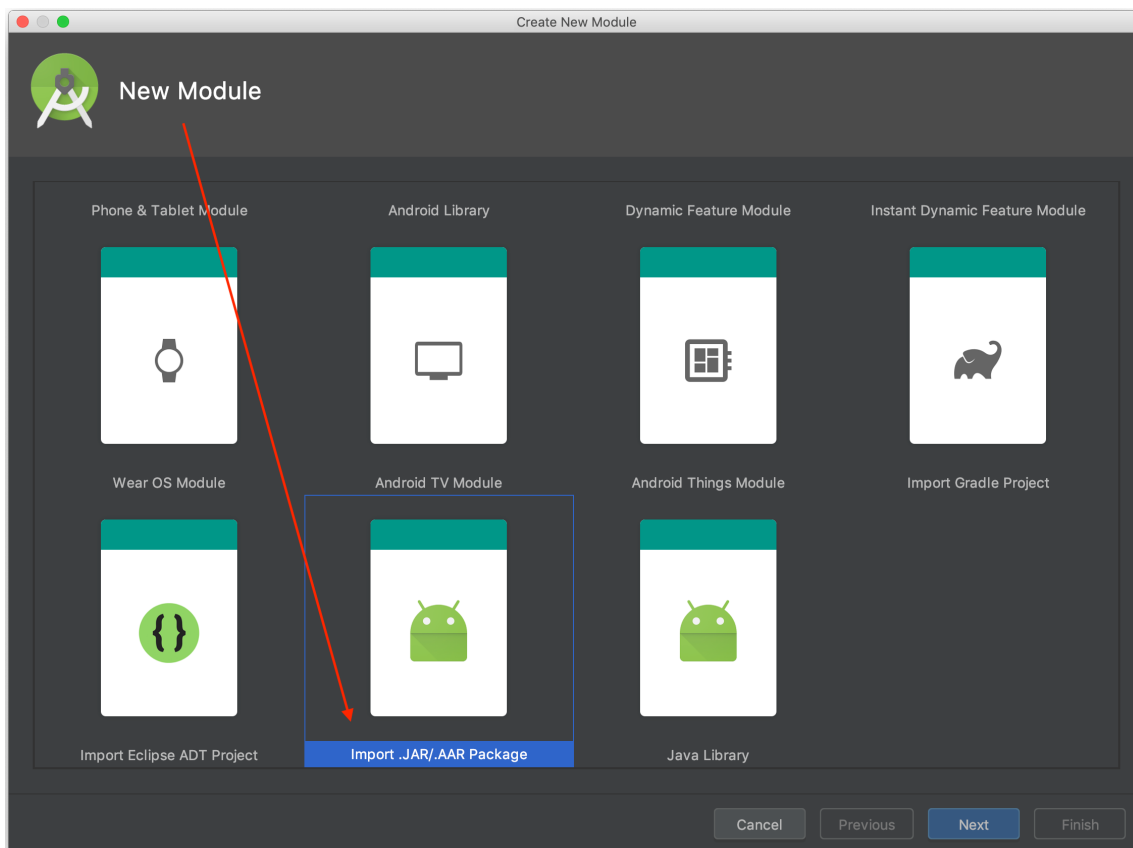 Create New Module
New Module
Phone & Tablet Module
Android Library
Dynamic Feature Module
Instant Dynamic Feature Module
Wear OS Module
Android TV Module
Android Things Module
Import Gradle Project
{}
Import Eclipse ADT Project
Import .JAR/.AAR Package
Java Library
Cancel
Previous
Next
Finish